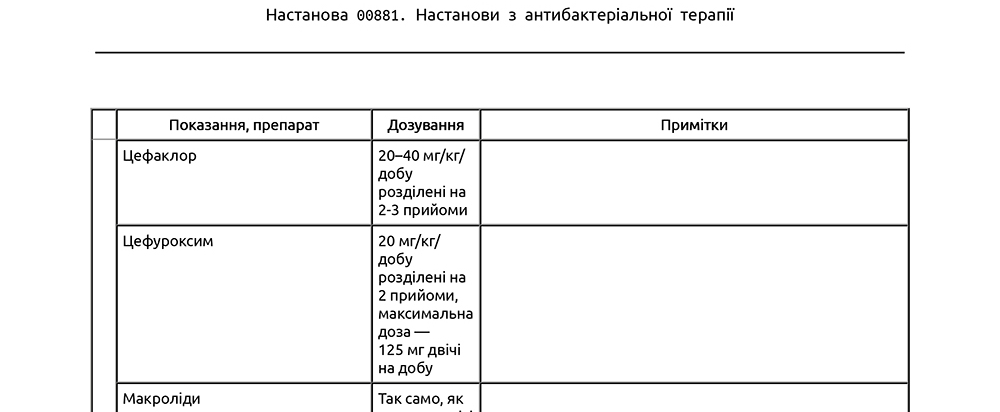 Настанова 00881. Настанови з антибактеріальної терапії
Показання, препарат
Дозування
Примітки
Цефаклор
20–40 мг/кг/
добу
розділені на
2-3 прийоми
Цефуроксим
20 мг/кг/
добу
розділені на
2 прийоми,
максимальна
доза —
125 мг двічі
на добу
Макроліди
Так само, як